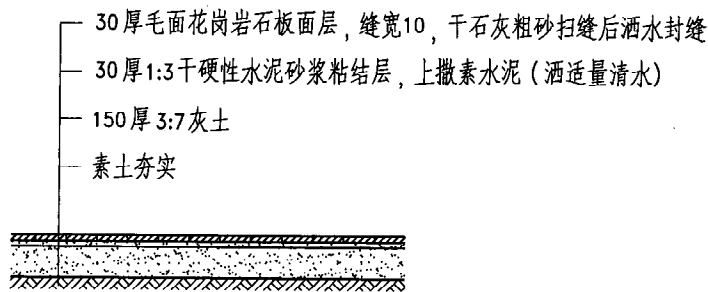 30厚毛面花岗岩石板面层，缝宽10，干石灰粗砂扫缝后洒水封缝
30厚1:3干硬性水泥砂浆粘结层，上撒素水泥（洒适量清水）
150厚3:7灰土
素土夯实